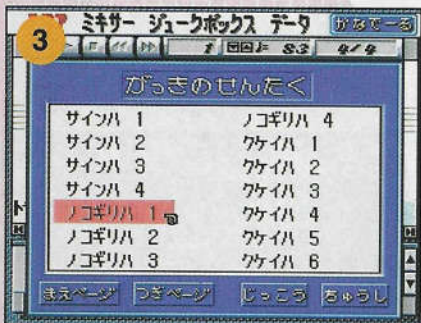 3
ミキサー ジュークボックス データ かなでーる
1 83 4/4
がっきのせんたく
サインハ 1
サインハ 2
サインハ 3
サインハ 4
ノコギリハ 1
ノコギリハ 2
ノコギリハ 3
ノコギリハ 4
クケイハ 1
クケイハ 2
クケイハ 3
クケイハ 4
クケイハ 5
クケイハ 6
まえページ つぎページ じっこう ちゅうし